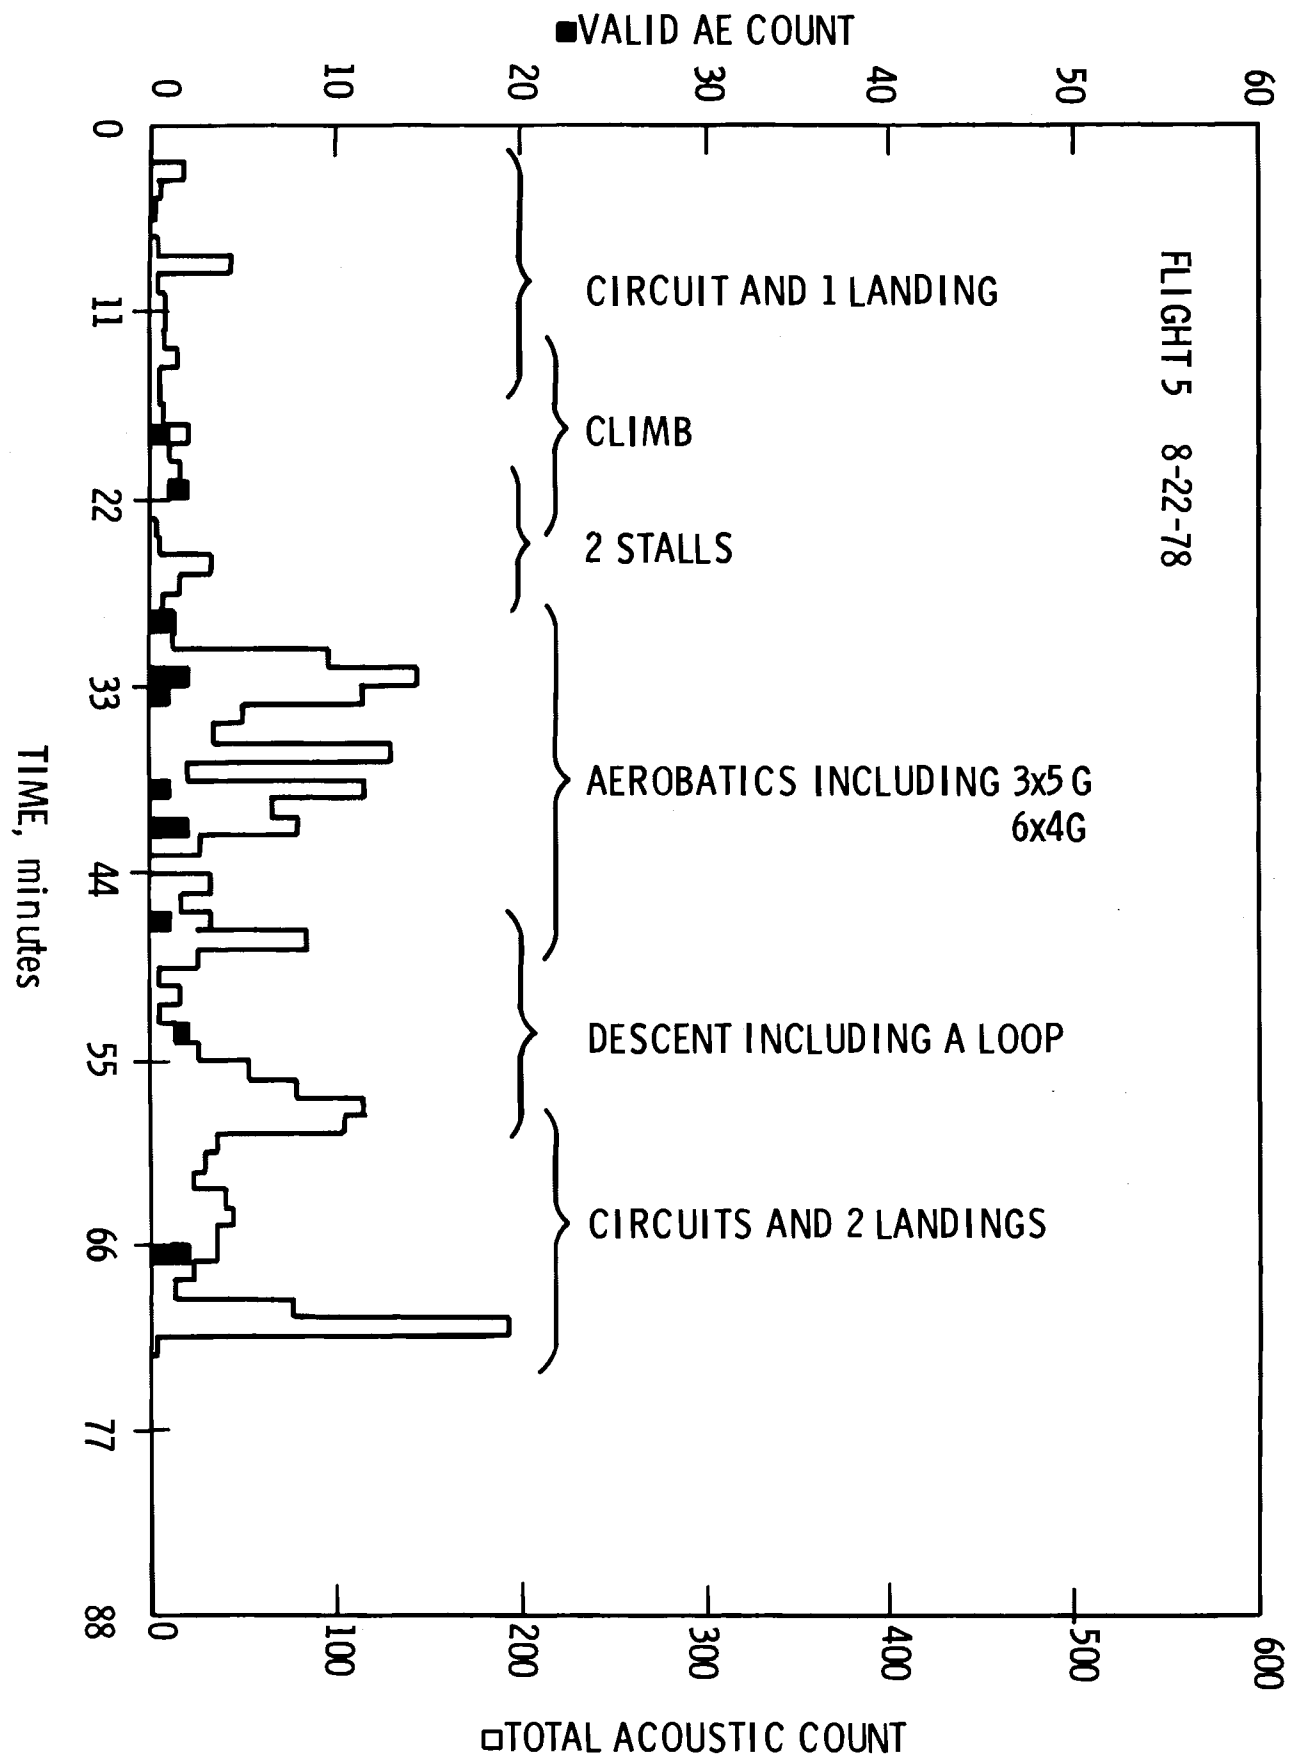 ■VALID AE COUNT
0 10 20 30 40 50 60
FLIGHT 5 8-22-78
0
11
22
33
44
55
66
77
88
TIME, minutes
CIRCUIT AND 1 LANDING
CLIMB
2 STALLS
AEROBATICS INCLUDING 3x5 G
6x4G
DESCENT INCLUDING A LOOP
CIRCUITS AND 2 LANDINGS
0 100 200 300 400 500 600
□TOTAL ACOUSTIC COUNT